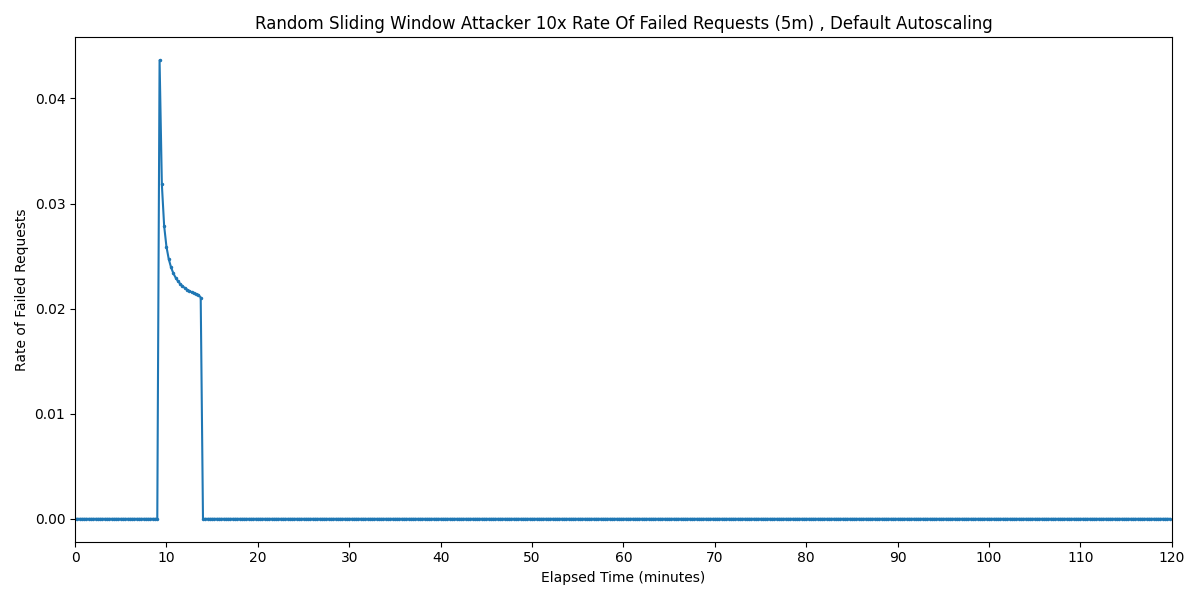 Random Sliding Window Attacker 10x Rate Of Failed Requests (5m) , Default Autoscaling
Rate of Failed Requests
0.04
0.03
0.02
0.01
0.00
0 10 20 30 40 50 60 70 80 90 100 110 120
Elapsed Time (minutes)